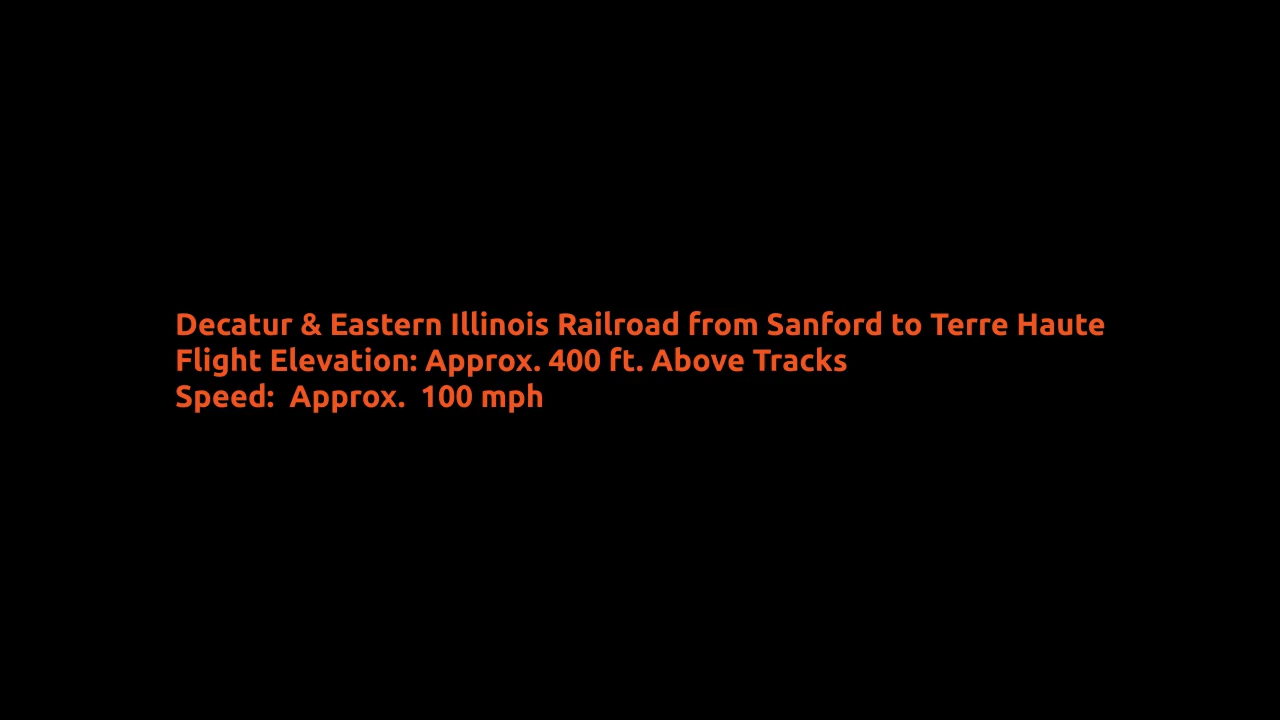 Decatur & Eastern Illinois Railroad from Sanford to Terre Haute
Flight Elevation: Approx. 400 ft. Above Tracks
Speed:  Approx.  100 mph